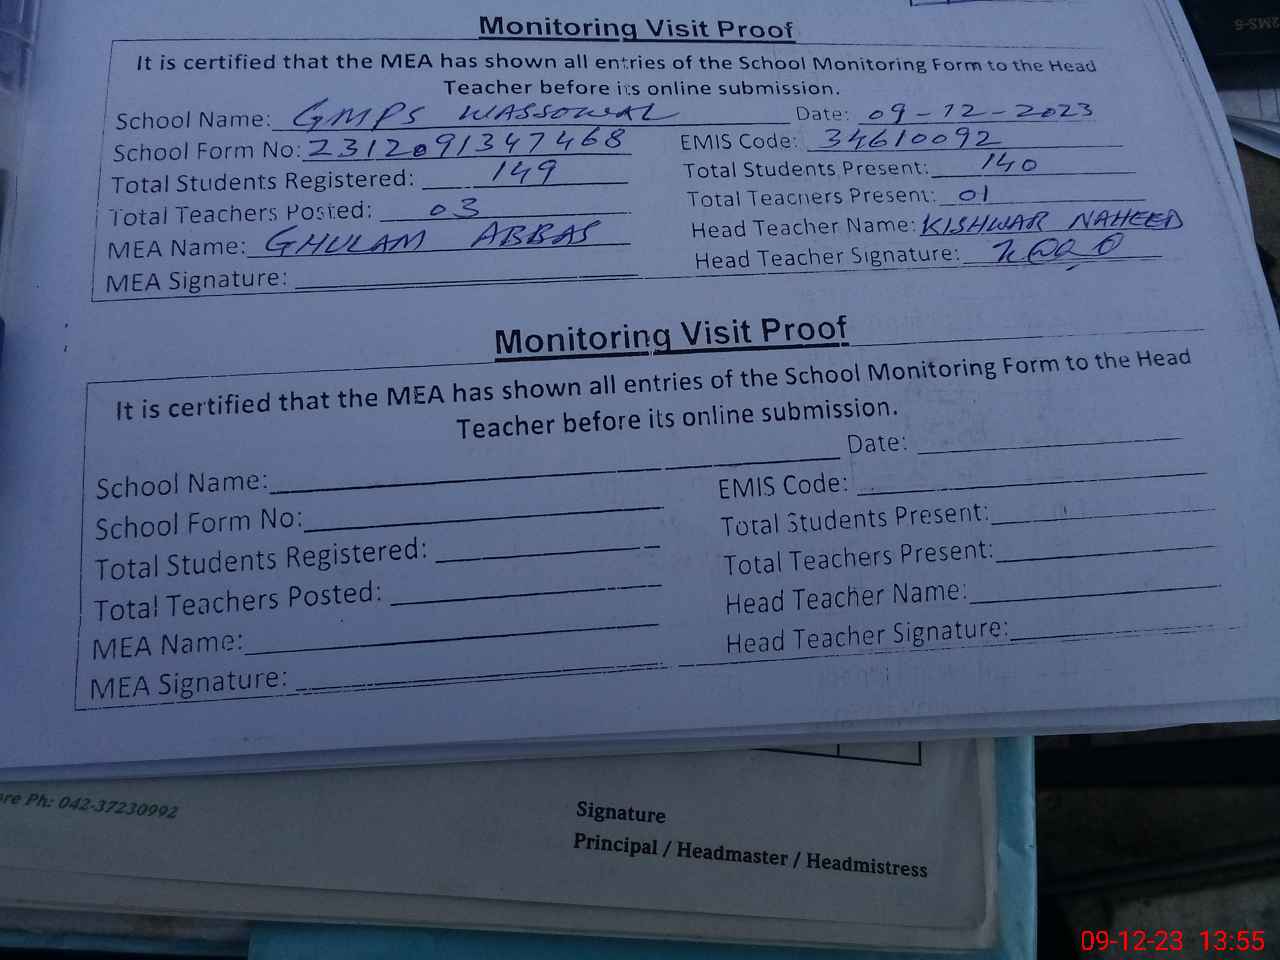 Monitoring Visit Proof
It is certified that the MEA has shown all entries of the School Monitoring Form to the Head
Teacher before its online submission.
School Name: GMPS WASSOWAL Date: 09-12-2023
School Form No: 2312091347468 EMIS Code: 34610092
Total Students Registered: 149 Total Students Present: 140
Total Teachers Posted: 03 Total Teachers Present: 01
MEA Name: GHULAM ABBAS Head Teacher Name: KISHWAR NAHEED
MEA Signature: Head Teacher Signature:
Monitoring Visit Proof
It is certified that the MEA has shown all entries of the School Monitoring Form to the Head
Teacher before its online submission.
School Name: Date:
School Form No: EMIS Code:
Total Students Registered: Total Students Present:
Total Teachers Posted: Total Teachers Present:
MEA Name: Head Teacher Name:
MEA Signature: Head Teacher Signature:
re Ph: 042-37230992
Signature
Principal / Headmaster / Headmistress
09-12-23 13:55